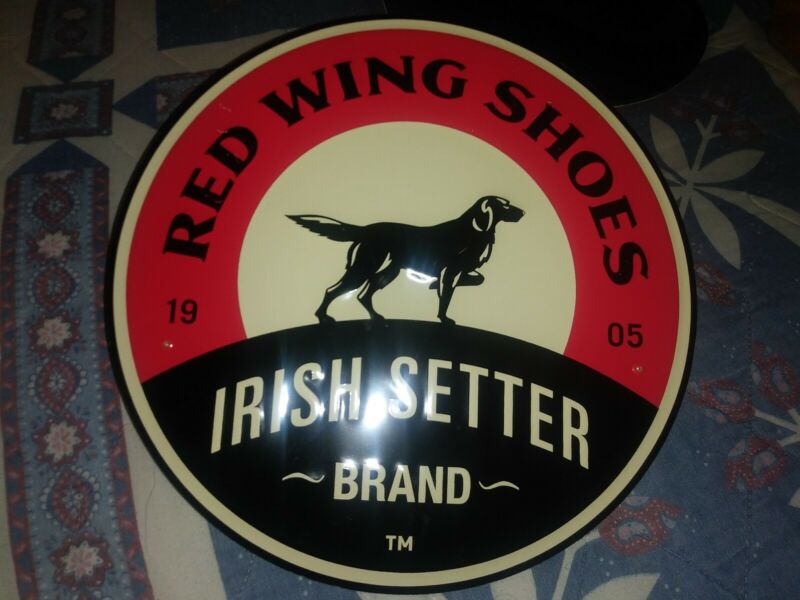 RED WING SHOES
19 05
IRISH SETTER
~ BRAND ~
TM